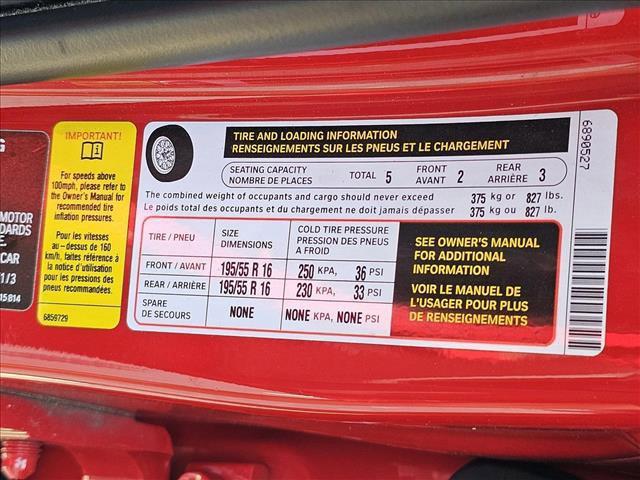 G
MOTOR
DARDS
CAR
1/3
15814
IMPORTANT!
For speeds above
100mph, please refer to
the Owner's Manual for
recommended tire
inflation pressures.
Pour les vitesses
au-dessus de 160
km/h, faites référence à
la notice d'utilisation
pour les pressions des
pneus recommandées.
6859729
TIRE AND LOADING INFORMATION
RENSEIGNEMENTS SUR LES PNEUS ET LE CHARGEMENT
SEATING CAPACITY
NOMBRE DE PLACES
TOTAL 5
FRONT
AVANT 2
REAR
ARRIÈRE 3
The combined weight of occupants and cargo should never exceed 375 kg or 827 lbs.
Le poids total des occupants et du chargement ne doit jamais dépasser 375 kg ou 827 lb.
TIRE / PNEU
SIZE
DIMENSIONS
COLD TIRE PRESSURE
PRESSION DES PNEUS
A FROID
FRONT / AVANT 195/55 R 16 250 KPA, 36 PSI
REAR / ARRIÈRE 195/55 R 16 230 KPA, 33 PSI
SPARE
DE SECOURS
NONE NONE KPA, NONE PSI
SEE OWNER'S MANUAL
FOR ADDITIONAL
INFORMATION
VOIR LE MANUEL DE
L'USAGER POUR PLUS
DE RENSEIGNEMENTS
6890527